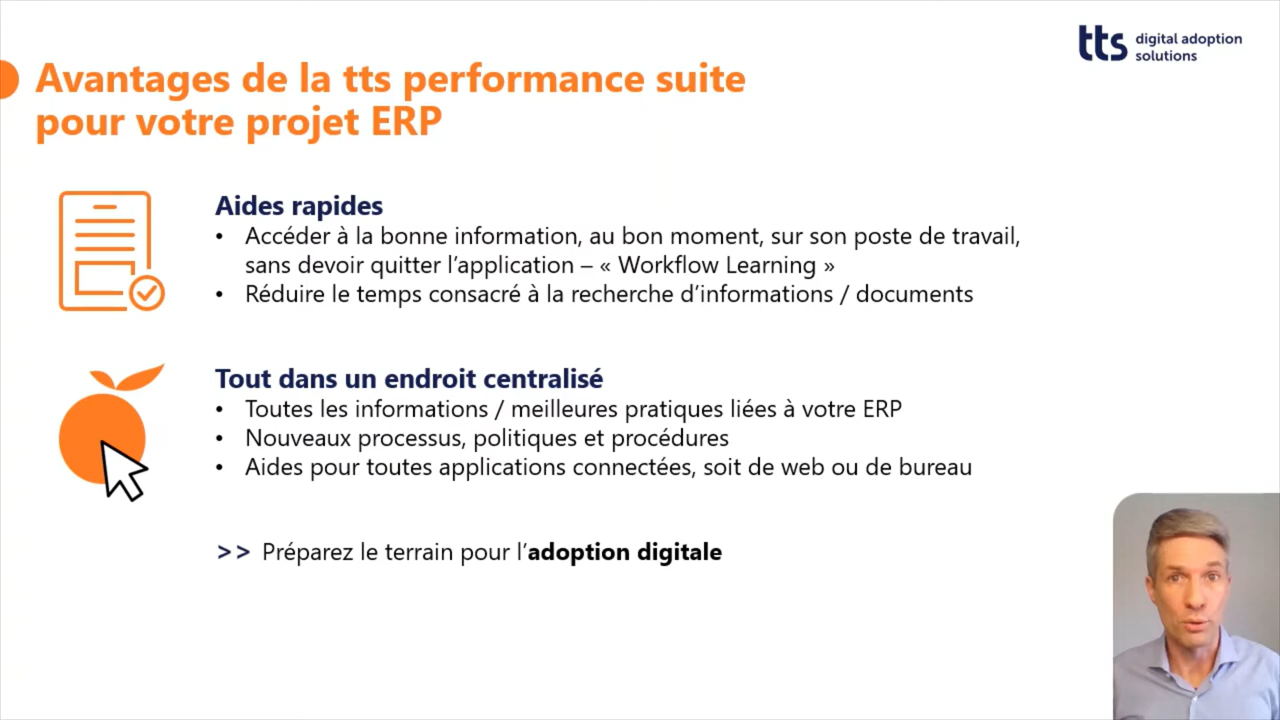 tts digital adoption
solutions
Avantages de la tts performance suite
pour votre projet ERP
Aides rapides
• Accéder à la bonne information, au bon moment, sur son poste de travail,
sans devoir quitter l’application – « Workflow Learning »
• Réduire le temps consacré à la recherche d’informations / documents
Tout dans un endroit centralisé
• Toutes les informations / meilleures pratiques liées à votre ERP
• Nouveaux processus, politiques et procédures
• Aides pour toutes applications connectées, soit de web ou de bureau
>> Préparez le terrain pour l’adoption digitale